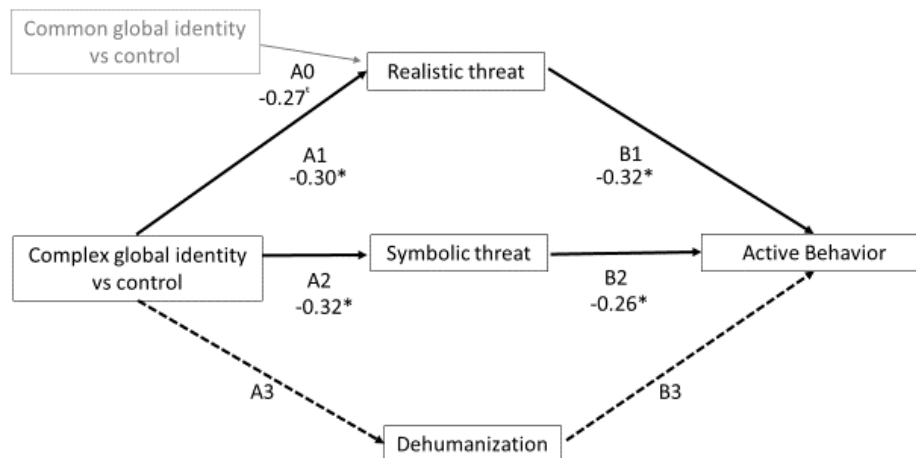 Common global identity
vs control
A0
-0.27ᵗ
Realistic threat
A1
-0.30*
B1
-0.32*
Complex global identity
vs control
A2
-0.32*
Symbolic threat
B2
-0.26*
Active Behavior
A3
B3
Dehumanization